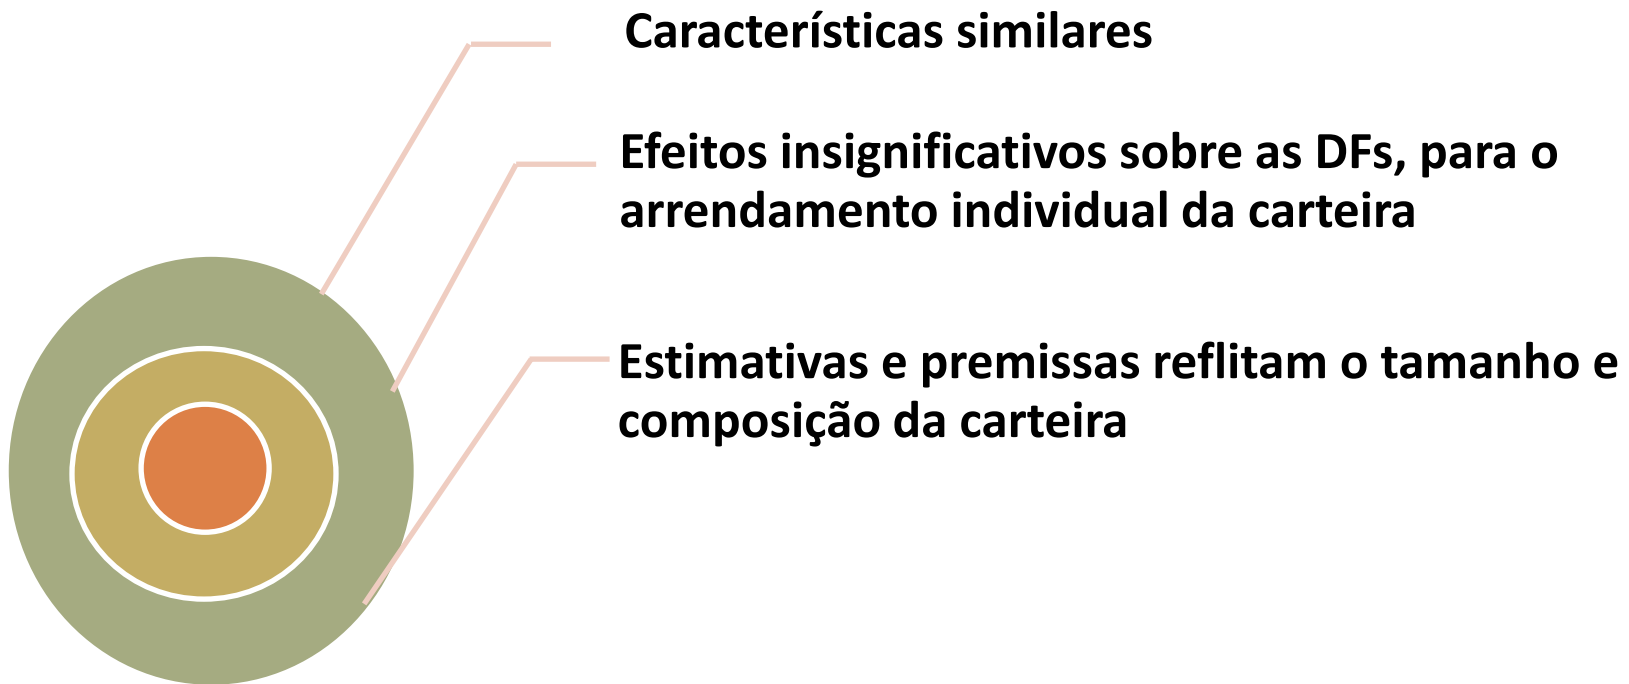 Características similares
Efeitos insignificativos sobre as DFs, para o
arrendamento individual da carteira
Estimativas e premissas reflitam o tamanho e
composição da carteira